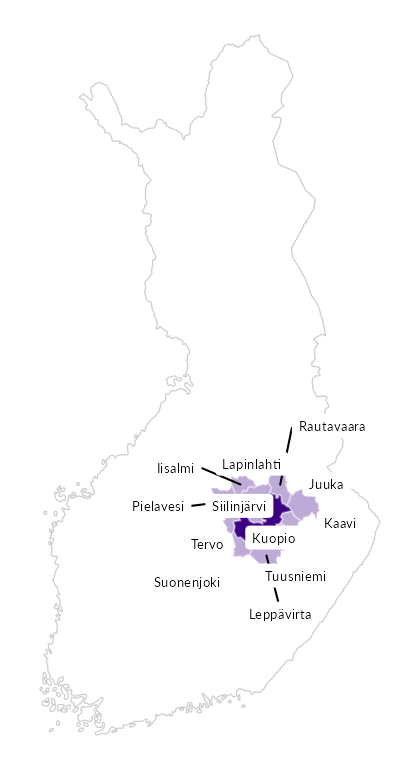 Rautavaara
Lapinlahti
Iisalmi
Juuka
Pielavesi
Siilinjärvi
Kaavi
Kuopio
Tervo
Tuusniemi
Suonenjoki
Leppävirta